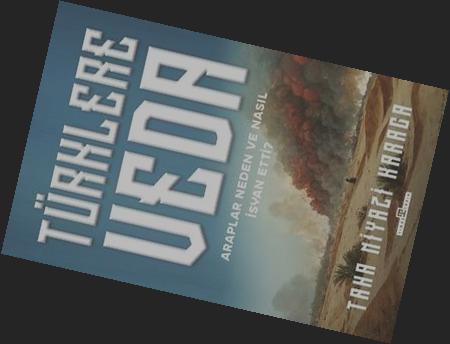 TÜRKLERE
VEDA
ARAPLAR NEDEN VE NASIL
İSYAN ETTİ?
TAHA NİYAZİ KARACA